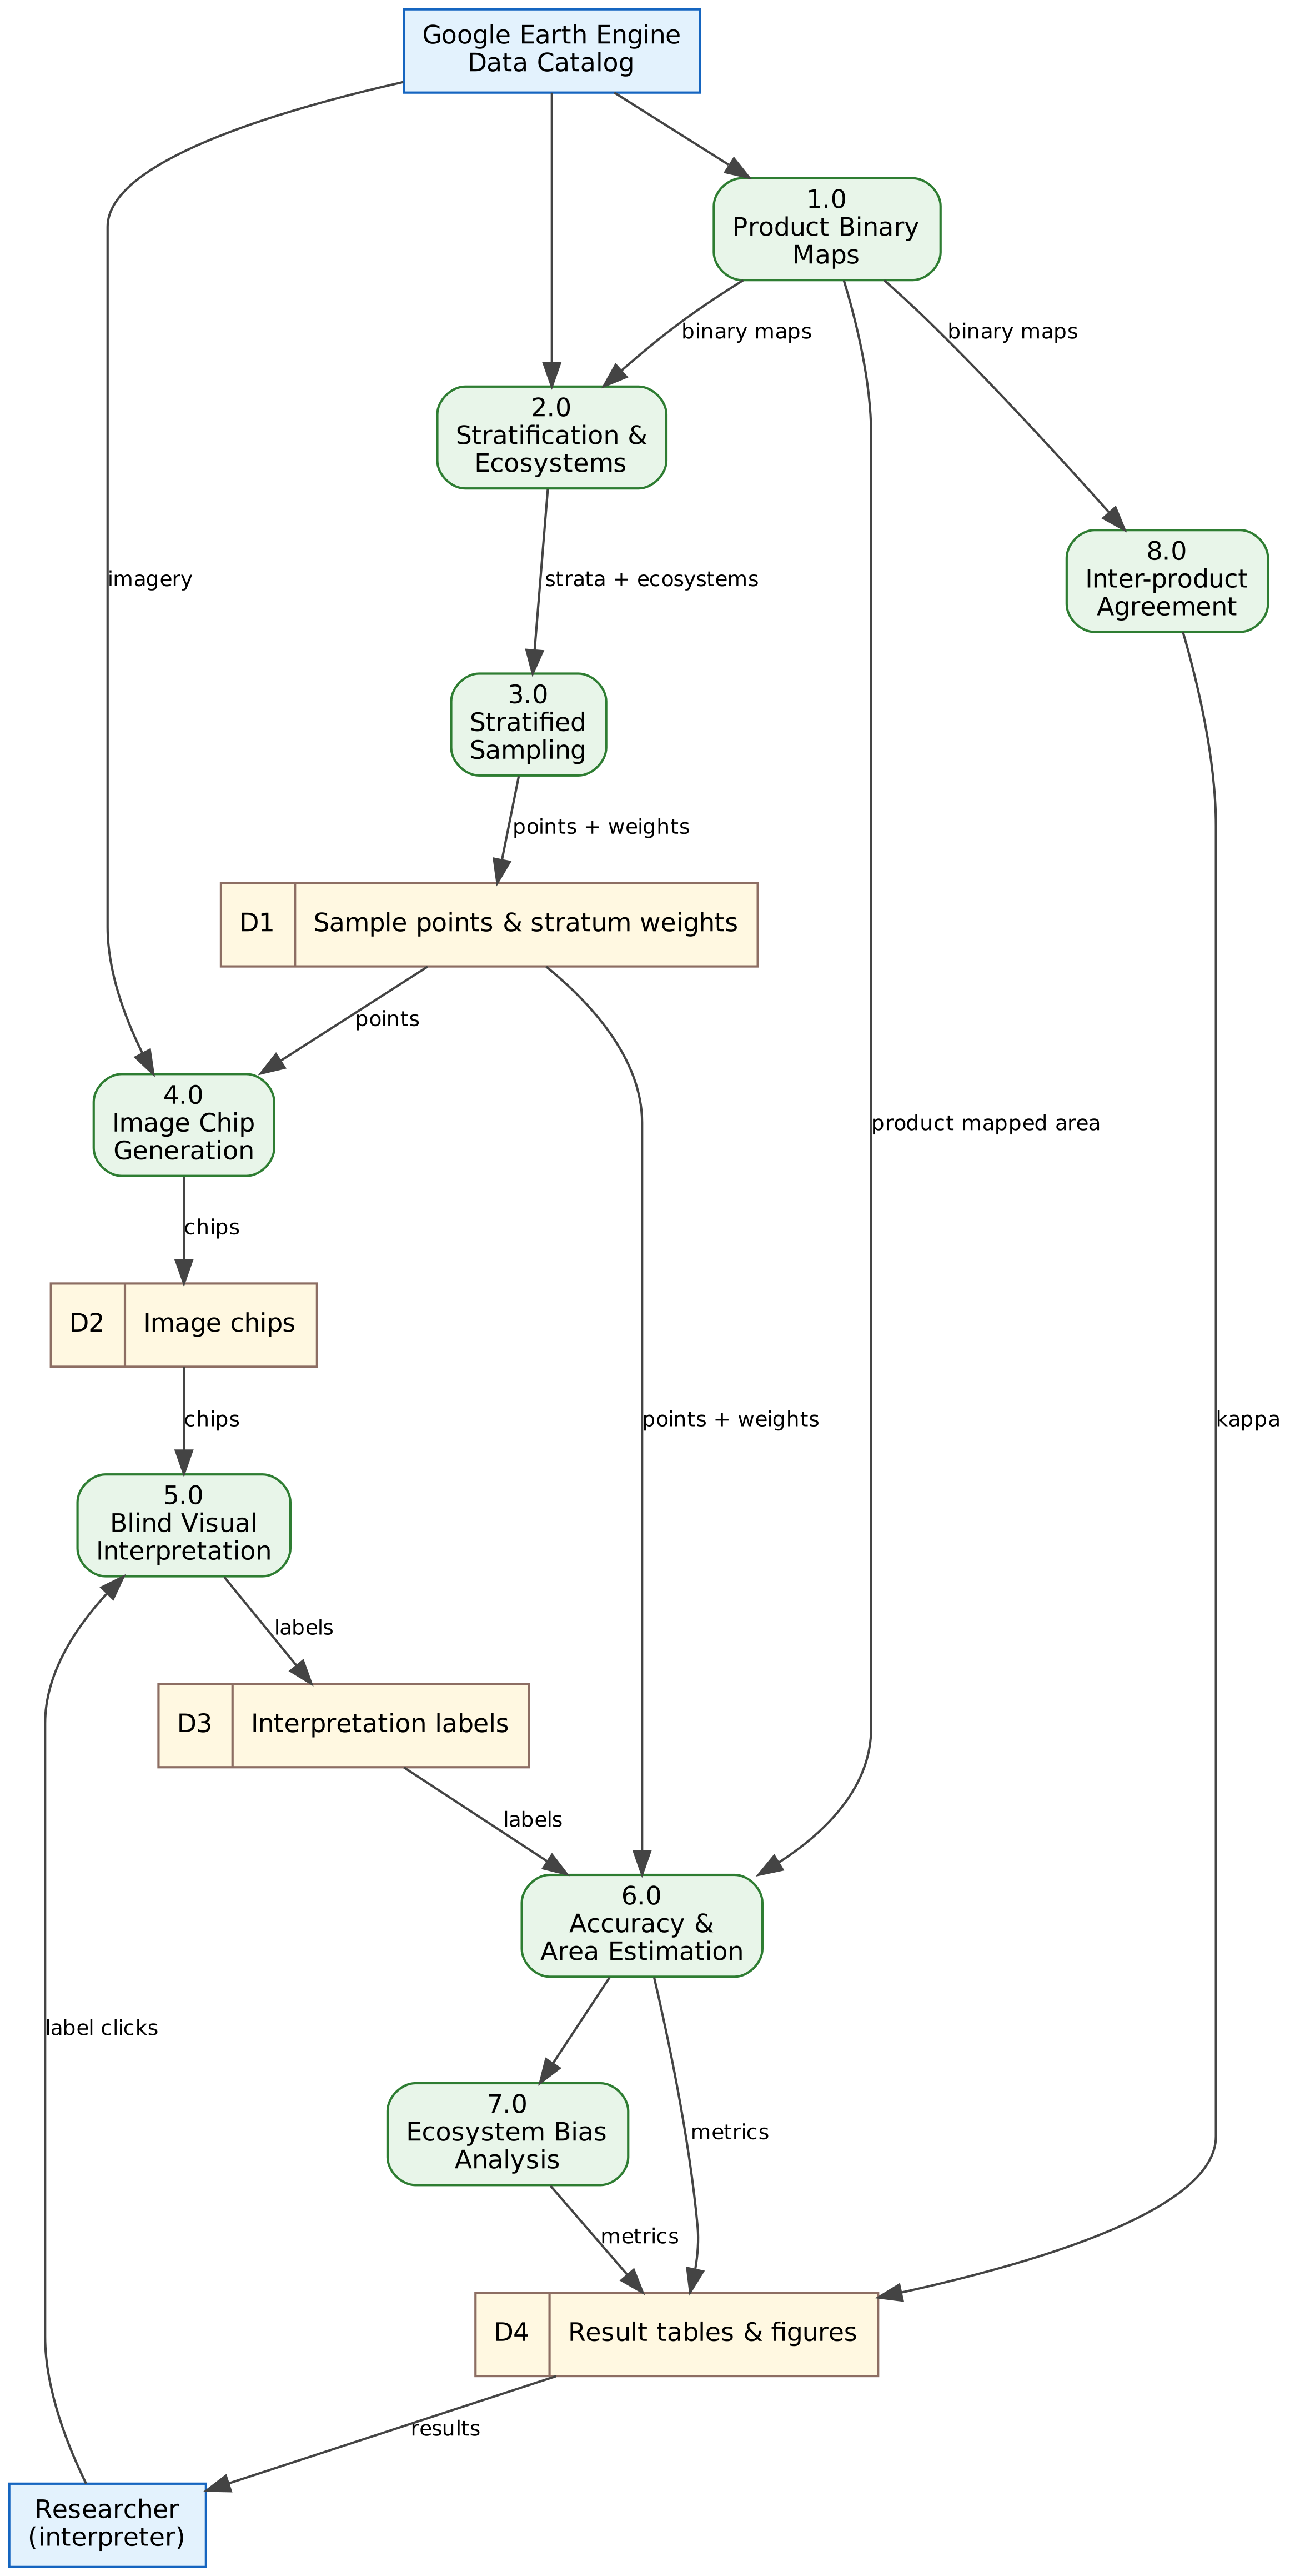 Google Earth Engine
Data Catalog
1.0
Product Binary
Maps
binary maps
binary maps
2.0
Stratification &
Ecosystems
8.0
Inter-product
Agreement
imagery
strata + ecosystems
3.0
Stratified
Sampling
points + weights
D1
Sample points & stratum weights
points
4.0
Image Chip
Generation
product mapped area
chips
D2
Image chips
chips
points + weights
kappa
5.0
Blind Visual
Interpretation
labels
D3
Interpretation labels
labels
6.0
Accuracy &
Area Estimation
label clicks
7.0
Ecosystem Bias
Analysis
metrics
metrics
D4
Result tables & figures
results
Researcher
(interpreter)